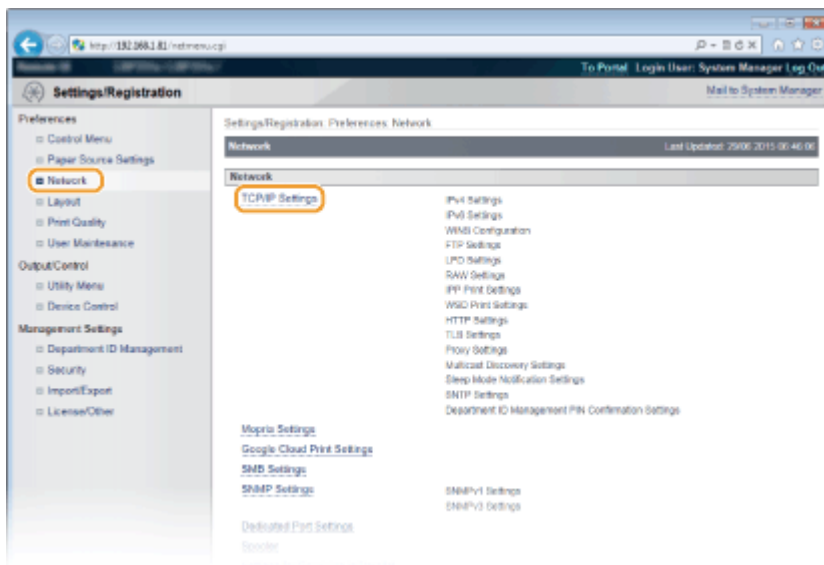 http://192.168.1.81/netmenu.cgi
To Portal Login User: System Manager Log Ou
Settings/Registration
Mail to System Manager
Preferences
Control Menu
Paper Source Settings
Network
Layout
Print Quality
User Maintenance
Output/Control
Utility Menu
Device Control
Management Settings
Department ID Management
Security
Import/Export
License/Other
Settings/Registration: Preferences: Network
Network
Last Updated: 29/06 2015 06:46:06
Network
TCP/IP Settings
IPv4 Settings
IPv6 Settings
WINS Configuration
FTP Settings
LPD Settings
RAW Settings
IPP Print Settings
WSD Print Settings
HTTP Settings
TLS Settings
Proxy Settings
Multicast Discovery Settings
Sleep Mode Notification Settings
SNTP Settings
Department ID Management PIN Confirmation Settings
Mopria Settings
Google Cloud Print Settings
SMB Settings
SNMP Settings
SNMPv1 Settings
SNMPv3 Settings
Dedicated Port Settings
Spooler